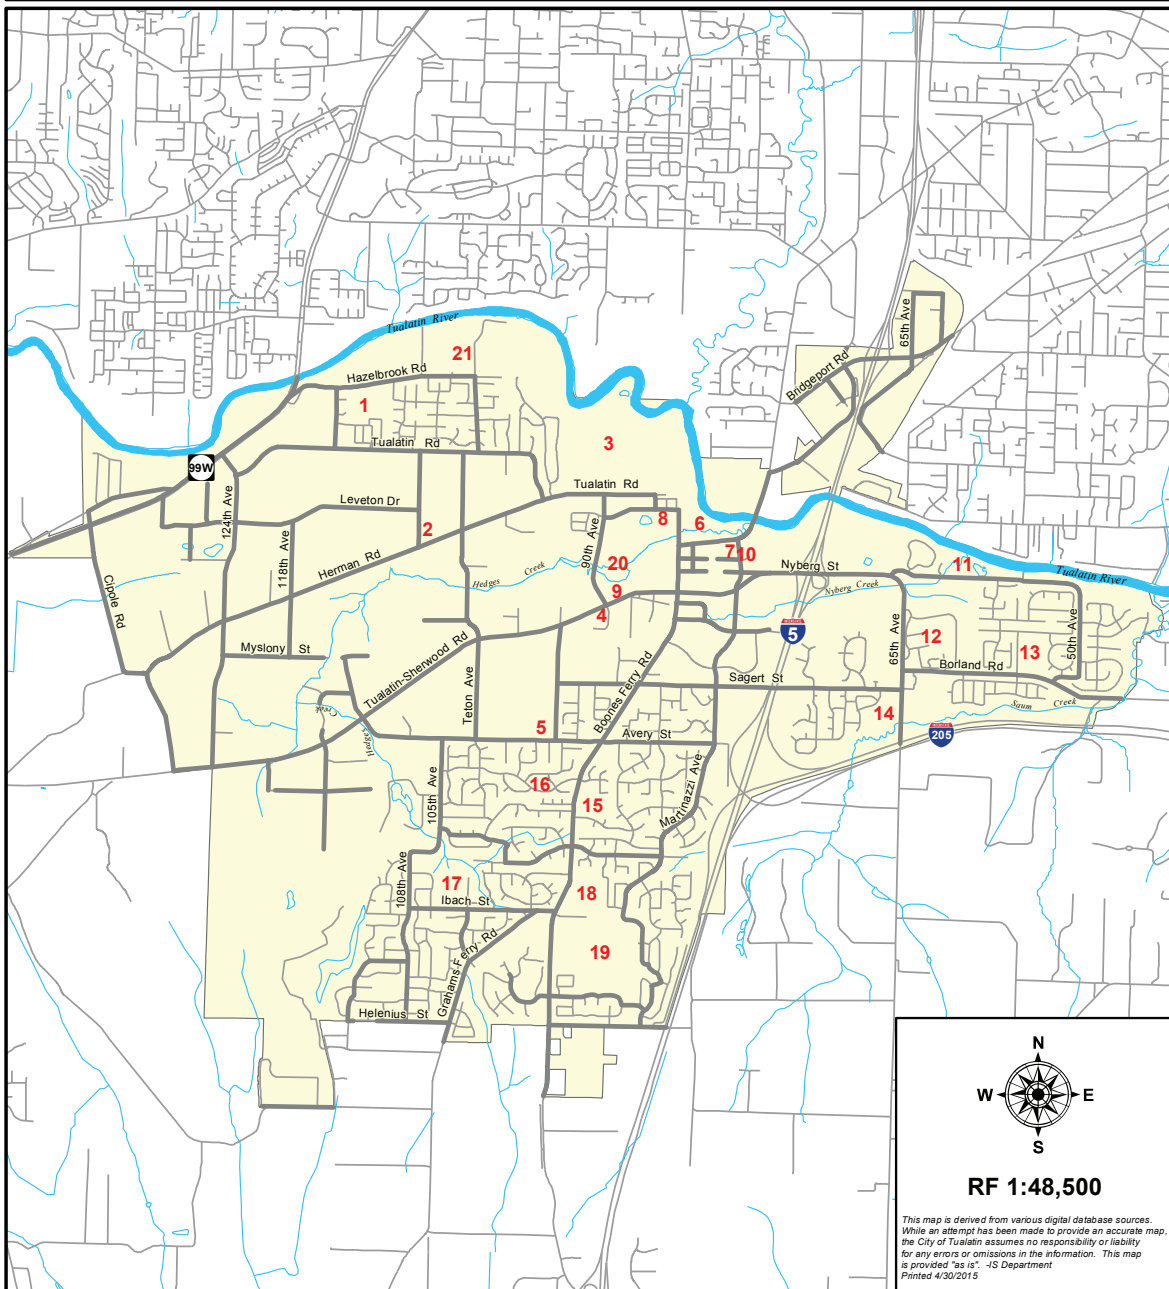 65th Ave
Tualatin River
Bridgeport Rd
21
Hazelbrook Rd
1
Tualatin Rd
3
99W
Tualatin Rd
Leveton Dr
124th Ave
2
8
6
118th Ave
90th Ave
7
10
Herman Rd
20
Nyberg St
11
Tualatin River
Cipole Rd
Hedges Creek
9
Nyberg Creek
4
5
65th Ave
12
50th Ave
13
Myslony St
Tualatin-Sherwood Rd
Borland Rd
Teton Ave
Boones Ferry Rd
Sagert St
Saum Creek
14
Hedges Creek
5
Avery St
205
16
105th Ave
15
Martinazzi Ave
108th Ave
17
Ibach St
18
Grahams-Ferry-Rd
19
Helenius St
N
W
E
S
RF 1:48,500
This map is derived from various digital database sources.
While an attempt has been made to provide an accurate map,
the City of Tualatin assumes no responsibility or liability
for any errors or omissions in the information. This map
is provided "as is". -IS Department
Printed 4/30/2015